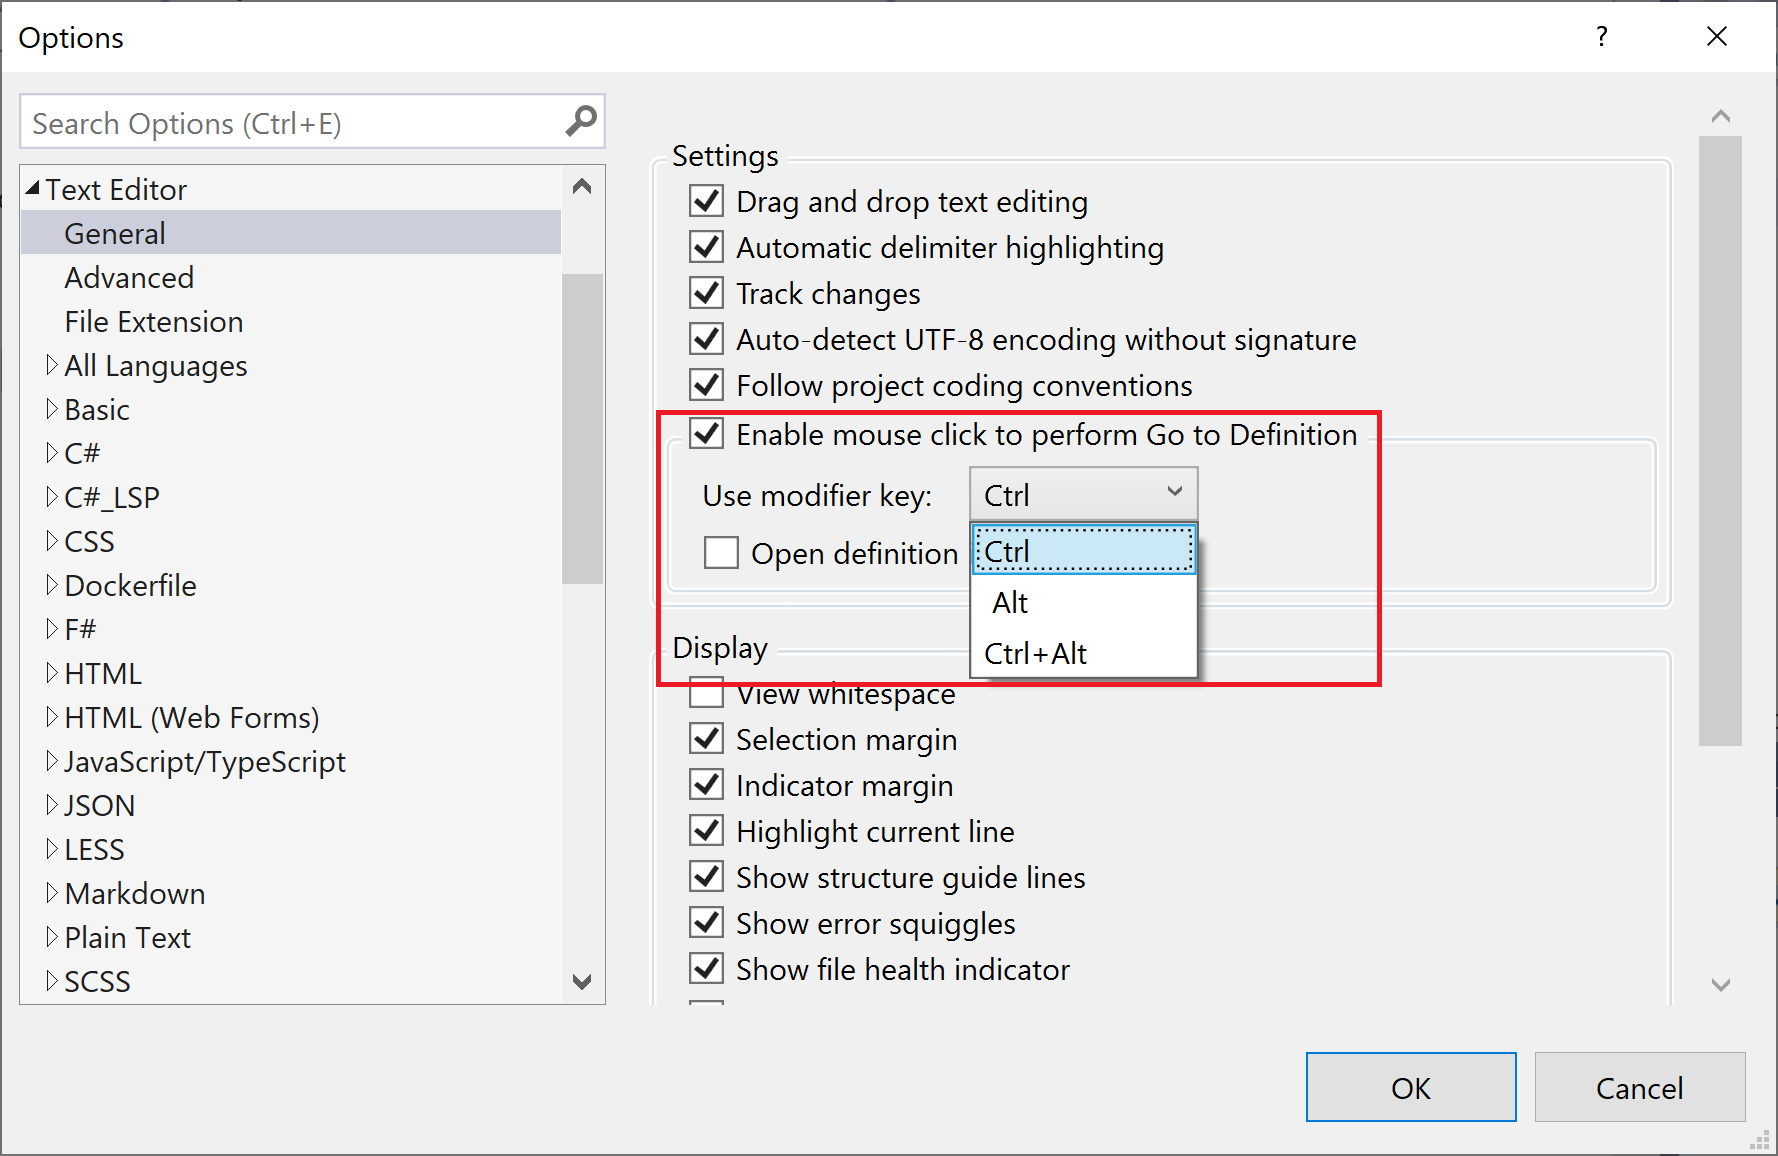 Options
?
Search Options (Ctrl+E)
Text Editor
General
Advanced
File Extension
All Languages
Basic
C#
C#_LSP
CSS
Dockerfile
F#
HTML
HTML (Web Forms)
JavaScript/TypeScript
JSON
LESS
Markdown
Plain Text
SCSS
Settings
Drag and drop text editing
Automatic delimiter highlighting
Track changes
Auto-detect UTF-8 encoding without signature
Follow project coding conventions
Enable mouse click to perform Go to Definition
Use modifier key: Ctrl
Open definition
Ctrl
Alt
Ctrl+Alt
Display
View whitespace
Selection margin
Indicator margin
Highlight current line
Show structure guide lines
Show error squiggles
Show file health indicator
OK
Cancel